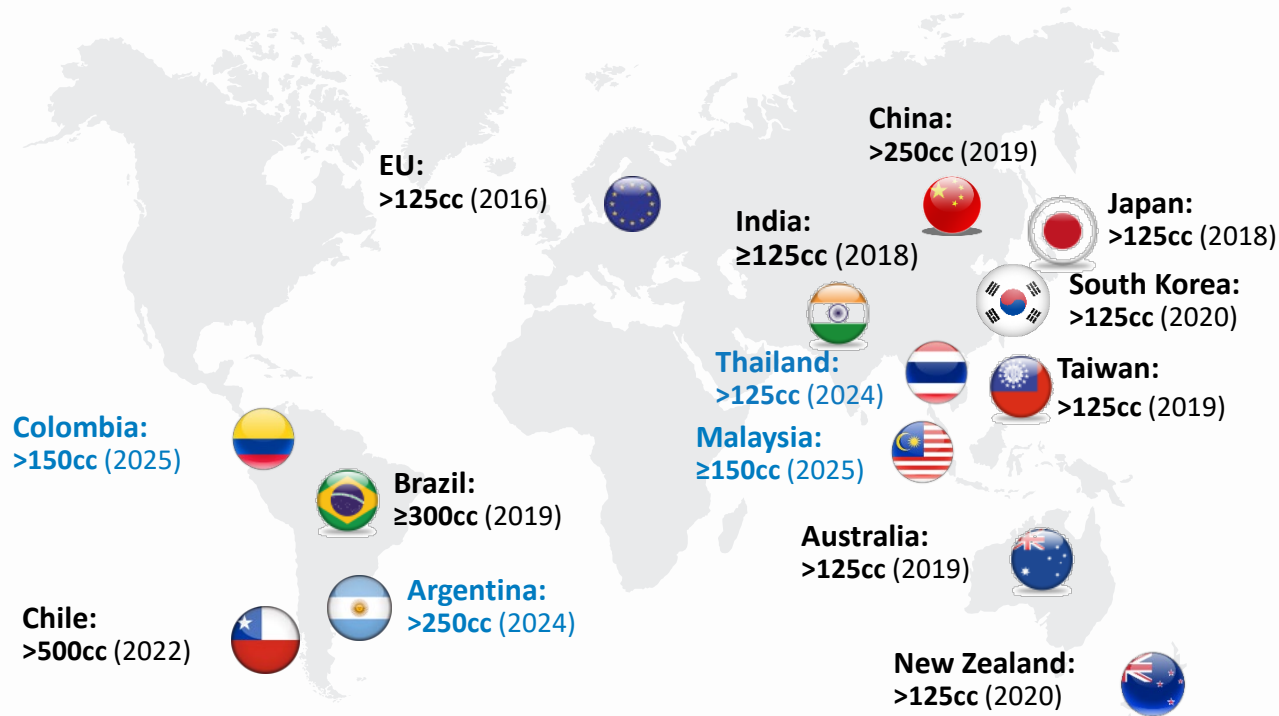 China:
>250cc (2019)
EU:
>125cc (2016)
India:
≥125cc (2018)
Japan:
>125cc (2018)
South Korea:
>125cc (2020)
Thailand:
>125cc (2024)
Taiwan:
>125cc (2019)
Colombia:
>150cc (2025)
Malaysia:
≥150cc (2025)
Brazil:
≥300cc (2019)
Australia:
>125cc (2019)
Argentina:
>250cc (2024)
Chile:
>500cc (2022)
New Zealand:
>125cc (2020)